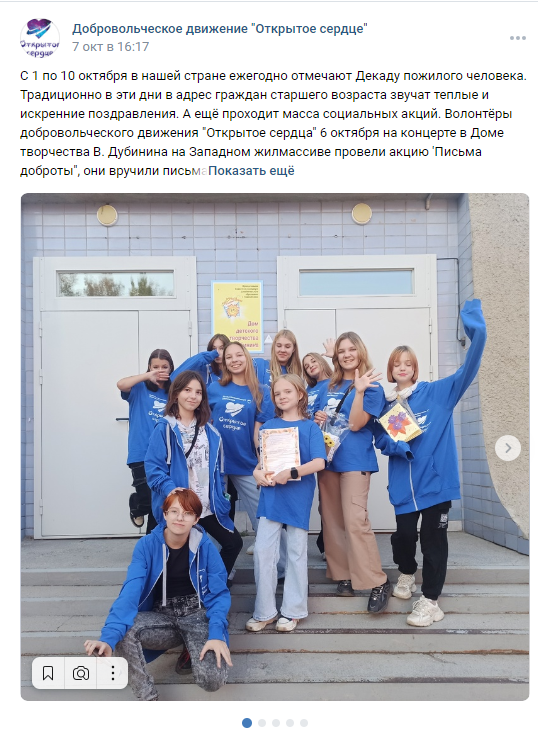 Добровольческое движение "Открытое сердце"
7 окт в 16:17
С 1 по 10 октября в нашей стране ежегодно отмечают Декаду пожилого человека.
Традиционно в эти дни в адрес граждан старшего возраста звучат теплые и
искренние поздравления. А ещё проходит масса социальных акций. Волонтёры
добровольческого движения "Открытое сердца" 6 октября на концерте в Доме
творчества В. Дубинина на Западном жилмассиве провели акцию 'Письма
доброты", они вручили письма Показать ещё
Открытое
сердце
Дом
детского
творчества
Открытое
сердце